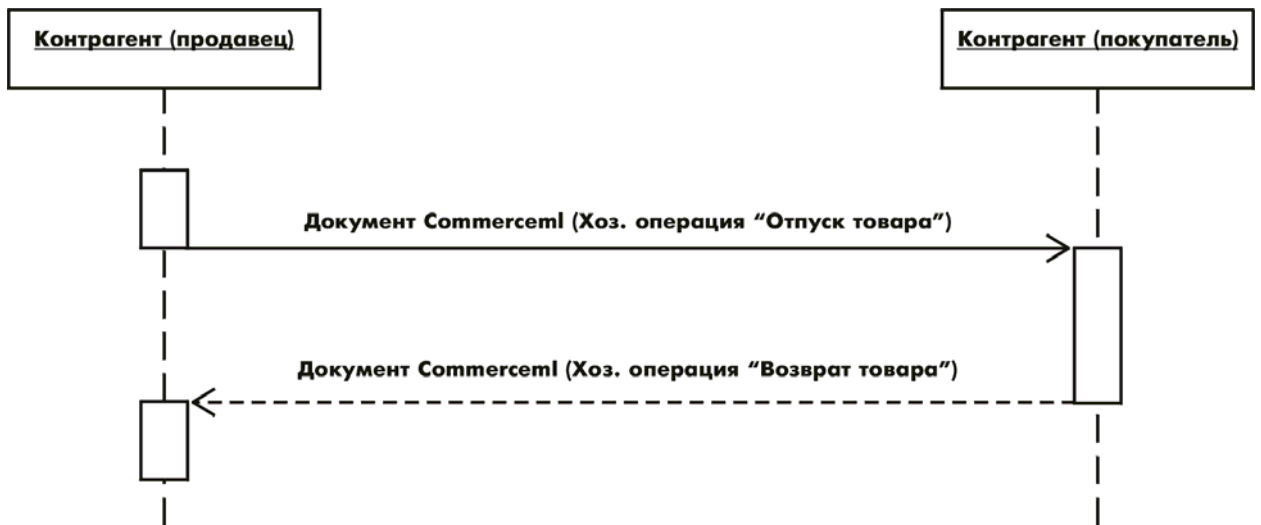 Контрагент (продавец)
Контрагент (покупатель)
Документ Commerceml (Хоз. операция “Отпуск товара”)
Документ Commerceml (Хоз. операция “Возврат товара”)